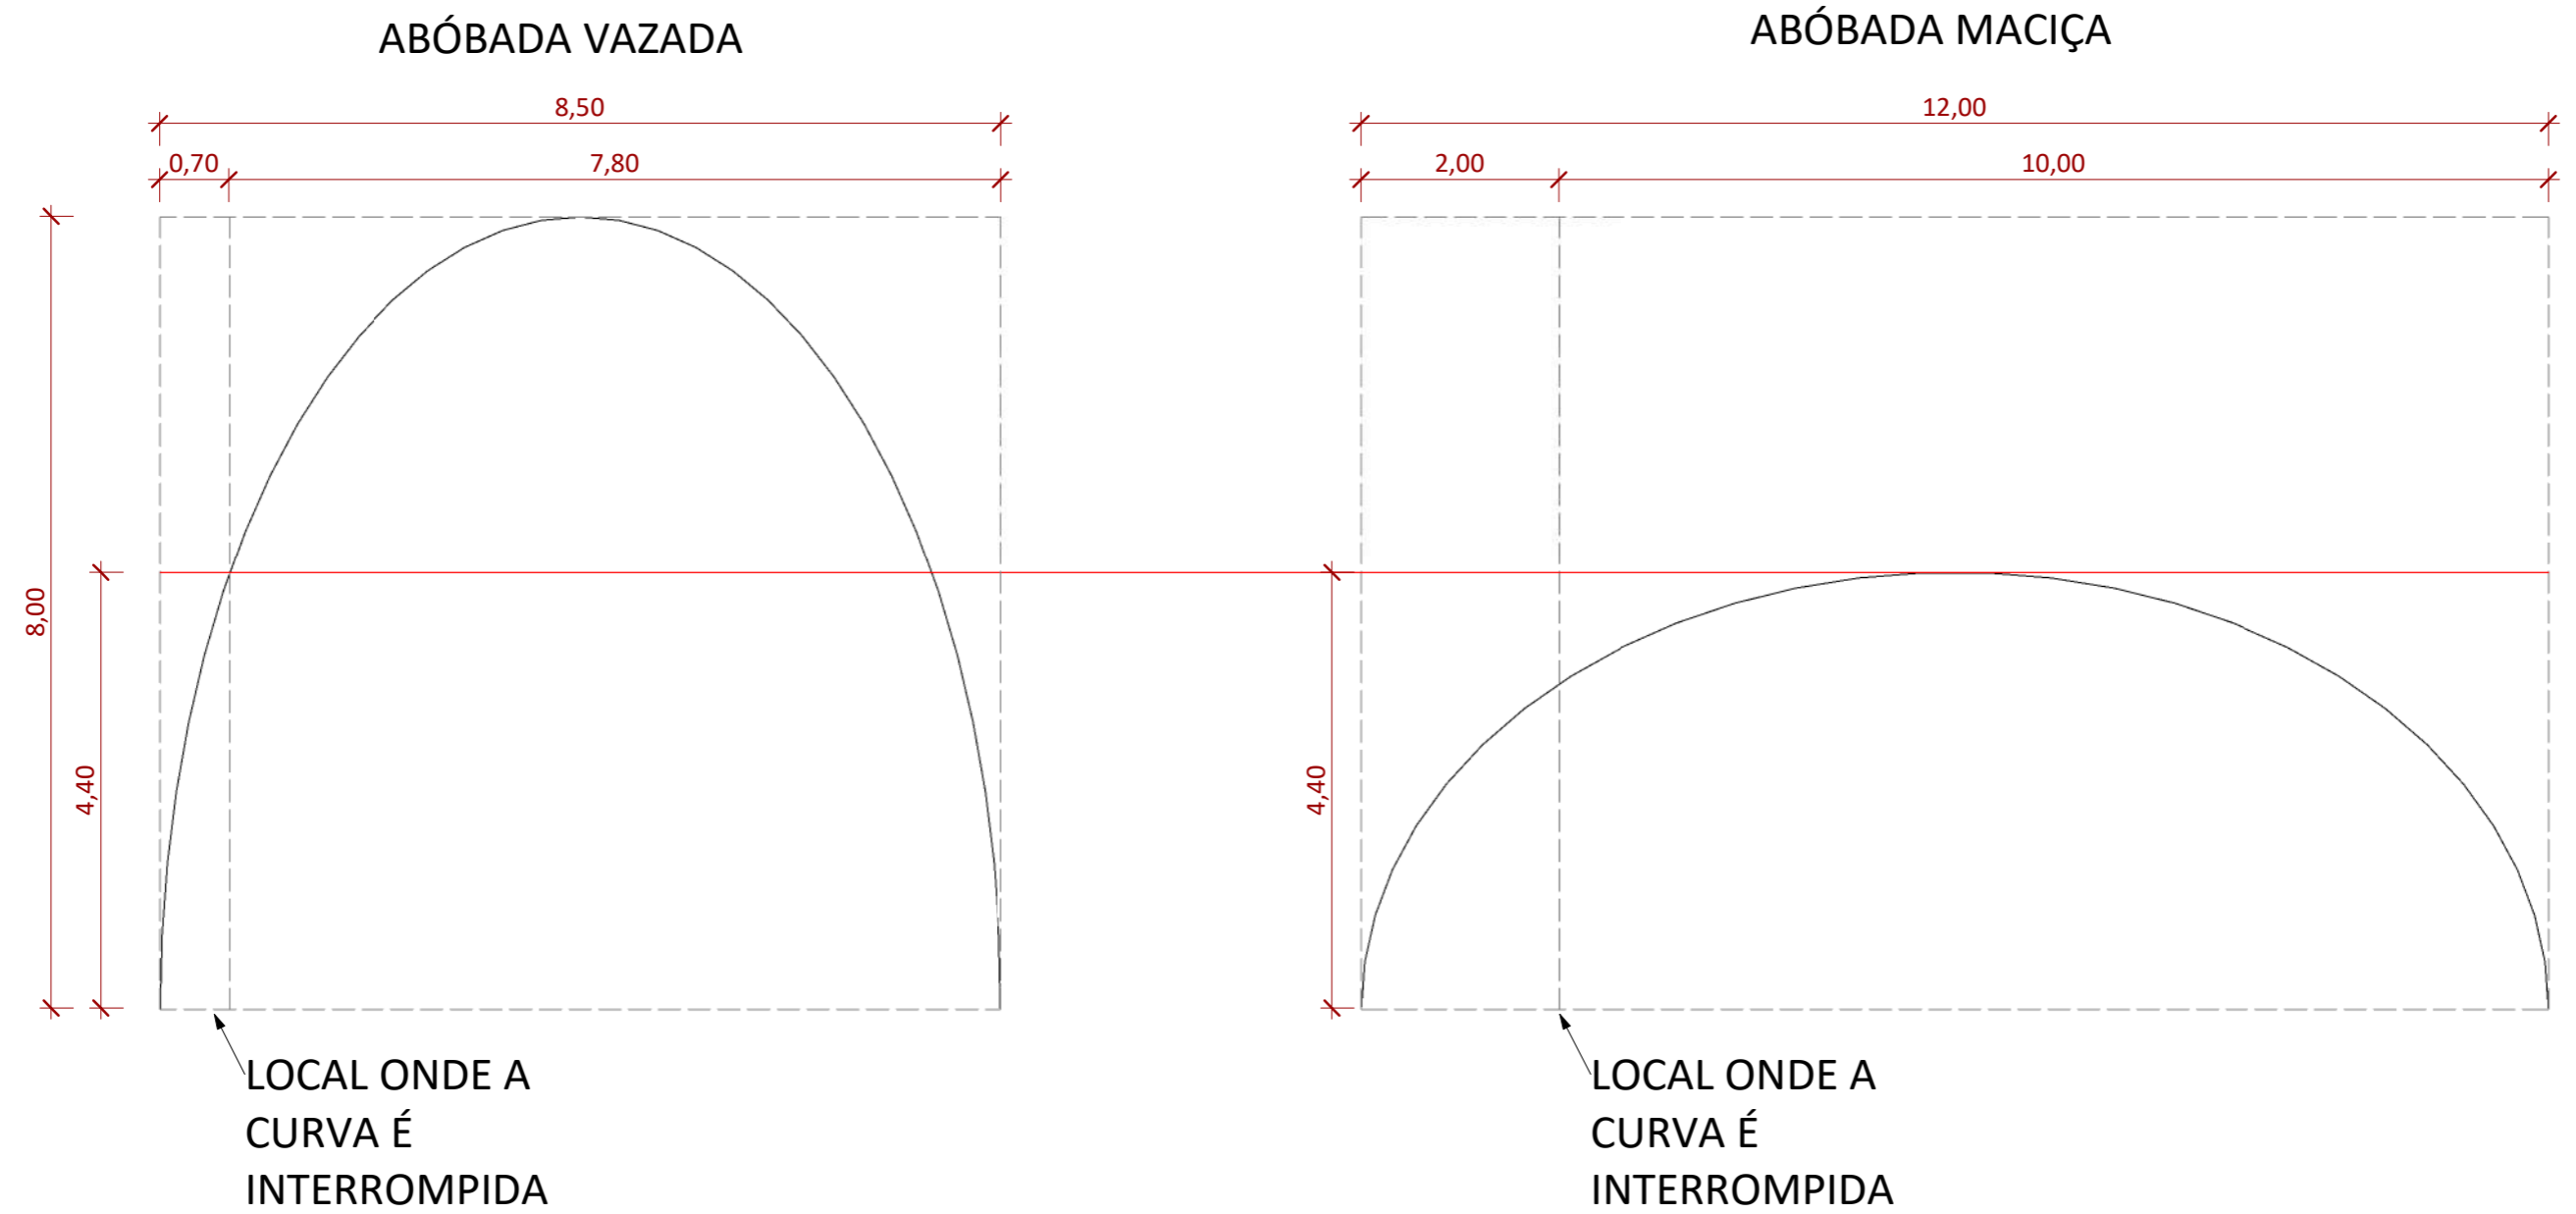 ABÓBADA VAZADA
8,50
0,70
7,80
8,00
4,40
LOCAL ONDE A
CURVA É
INTERROMPIDA
ABÓBADA MACIÇA
12,00
2,00
10,00
4,40
LOCAL ONDE A
CURVA É
INTERROMPIDA